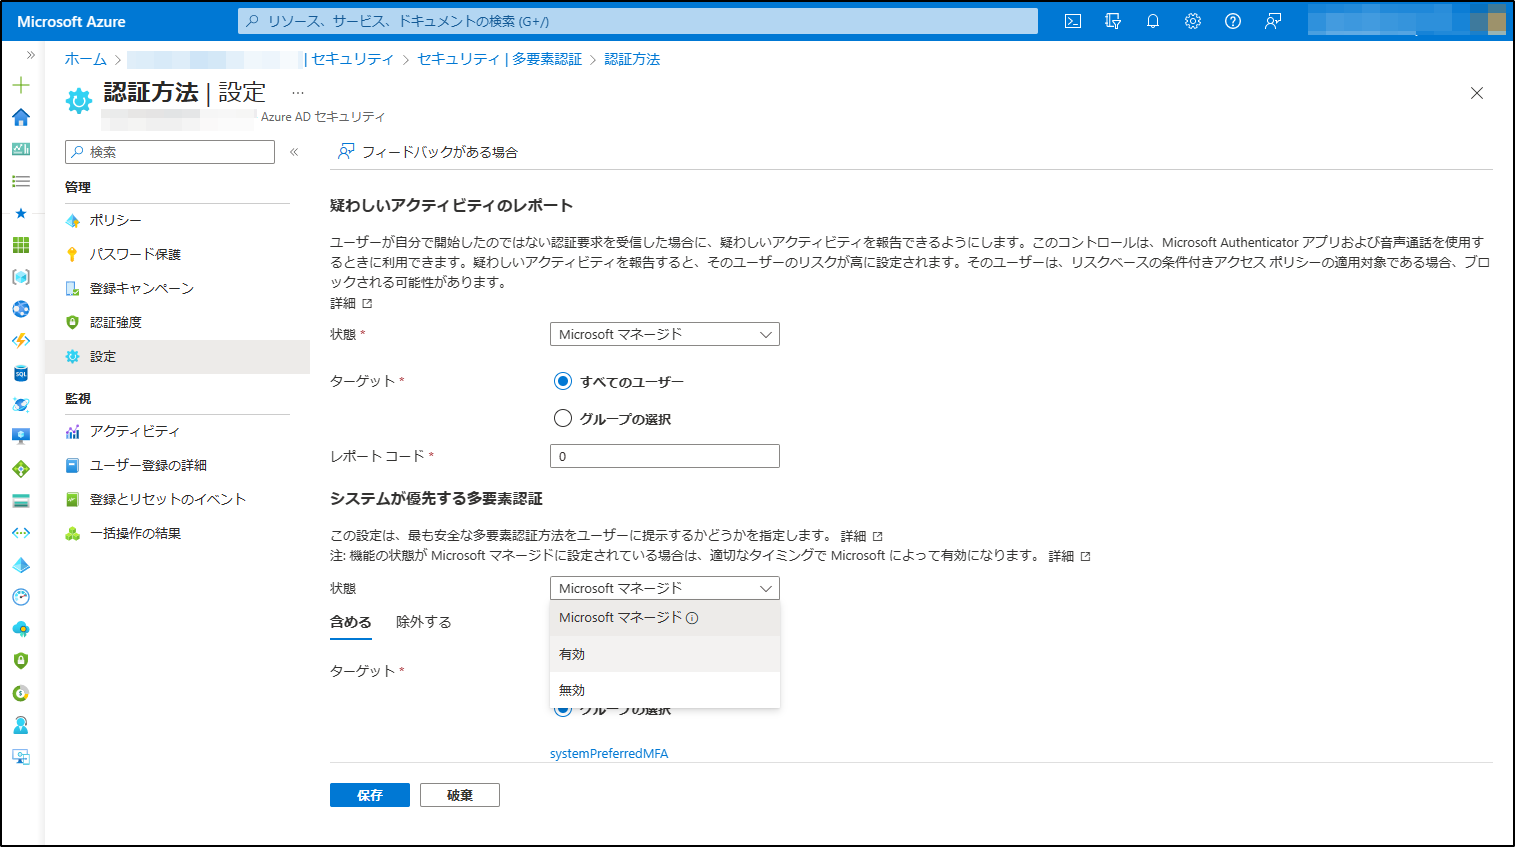 Microsoft Azure
リソース、サービス、ドキュメントの検索 (G+/)
ホーム > | セキュリティ > セキュリティ | 多要素認証 > 認証方法
認証方法 | 設定 ...
Azure AD セキュリティ
検索
フィードバックがある場合
管理
ポリシー
パスワード保護
登録キャンペーン
認証強度
設定
監視
アクティビティ
ユーザー登録の詳細
登録とリセットのイベント
一括操作の結果
疑わしいアクティビティのレポート
ユーザーが自分で開始したのではない認証要求を受信した場合に、疑わしいアクティビティを報告できるようにします。このコントロールは、Microsoft Authenticator アプリおよび音声通話を使用す
るときに利用できます。疑わしいアクティビティを報告すると、そのユーザーのリスクが高に設定されます。そのユーザーは、リスクベースの条件付きアクセス ポリシーの適用対象である場合、ブロ
ックされる可能性があります。
詳細
状態 *
Microsoft マネージド
ターゲット *
すべてのユーザー
グループの選択
レポート コード *
0
システムが優先する多要素認証
この設定は、最も安全な多要素認証方法をユーザーに提示するかどうかを指定します。 詳細
注: 機能の状態が Microsoft マネージドに設定されている場合は、適切なタイミングで Microsoft によって有効になります。 詳細
状態
Microsoft マネージド
Microsoft マネージド
有効
無効
含める 除外する
ターゲット *
グループの選択
systemPreferredMFA
保存
破棄